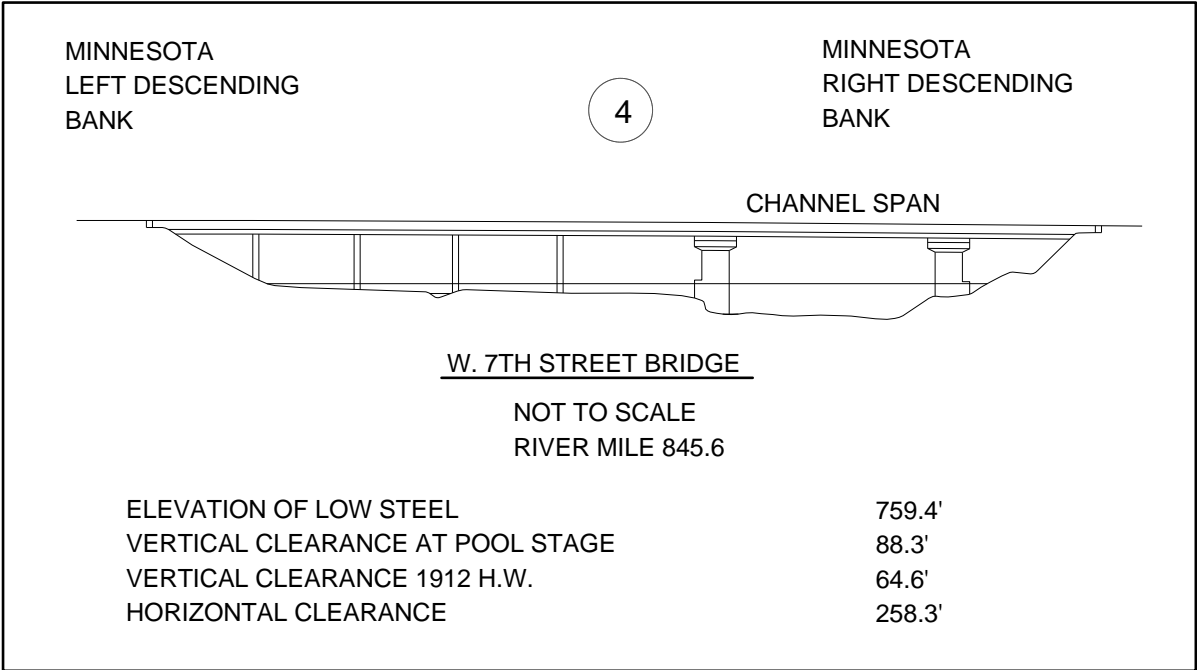 MINNESOTA
LEFT DESCENDING
BANK
4
MINNESOTA
RIGHT DESCENDING
BANK
CHANNEL SPAN
W. 7TH STREET BRIDGE
NOT TO SCALE
RIVER MILE 845.6
ELEVATION OF LOW STEEL 759.4'
VERTICAL CLEARANCE AT POOL STAGE 88.3'
VERTICAL CLEARANCE 1912 H.W. 64.6'
HORIZONTAL CLEARANCE 258.3'